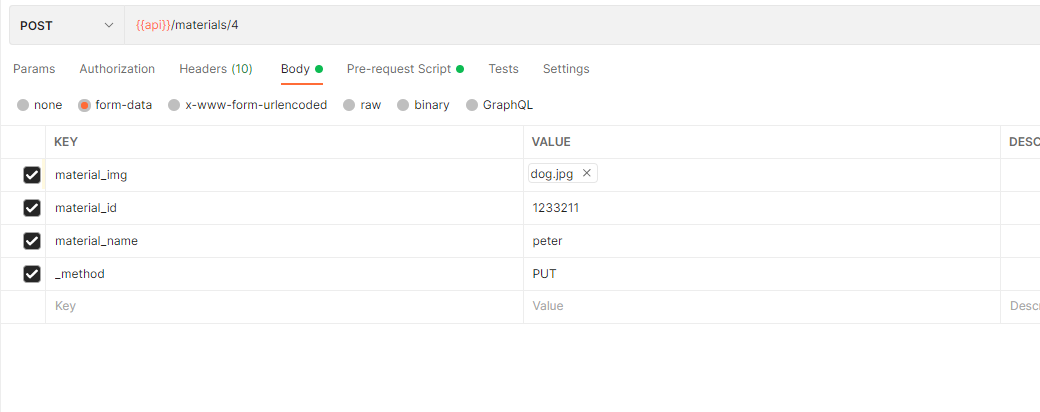 POST {{api}}/materials/4
Params Authorization Headers (10) Body Pre-request Script Tests Settings
none form-data x-www-form-urlencoded raw binary GraphQL
KEY VALUE DESC
material_img dog.jpg
material_id 1233211
material_name peter
_method PUT
Key Value Descr